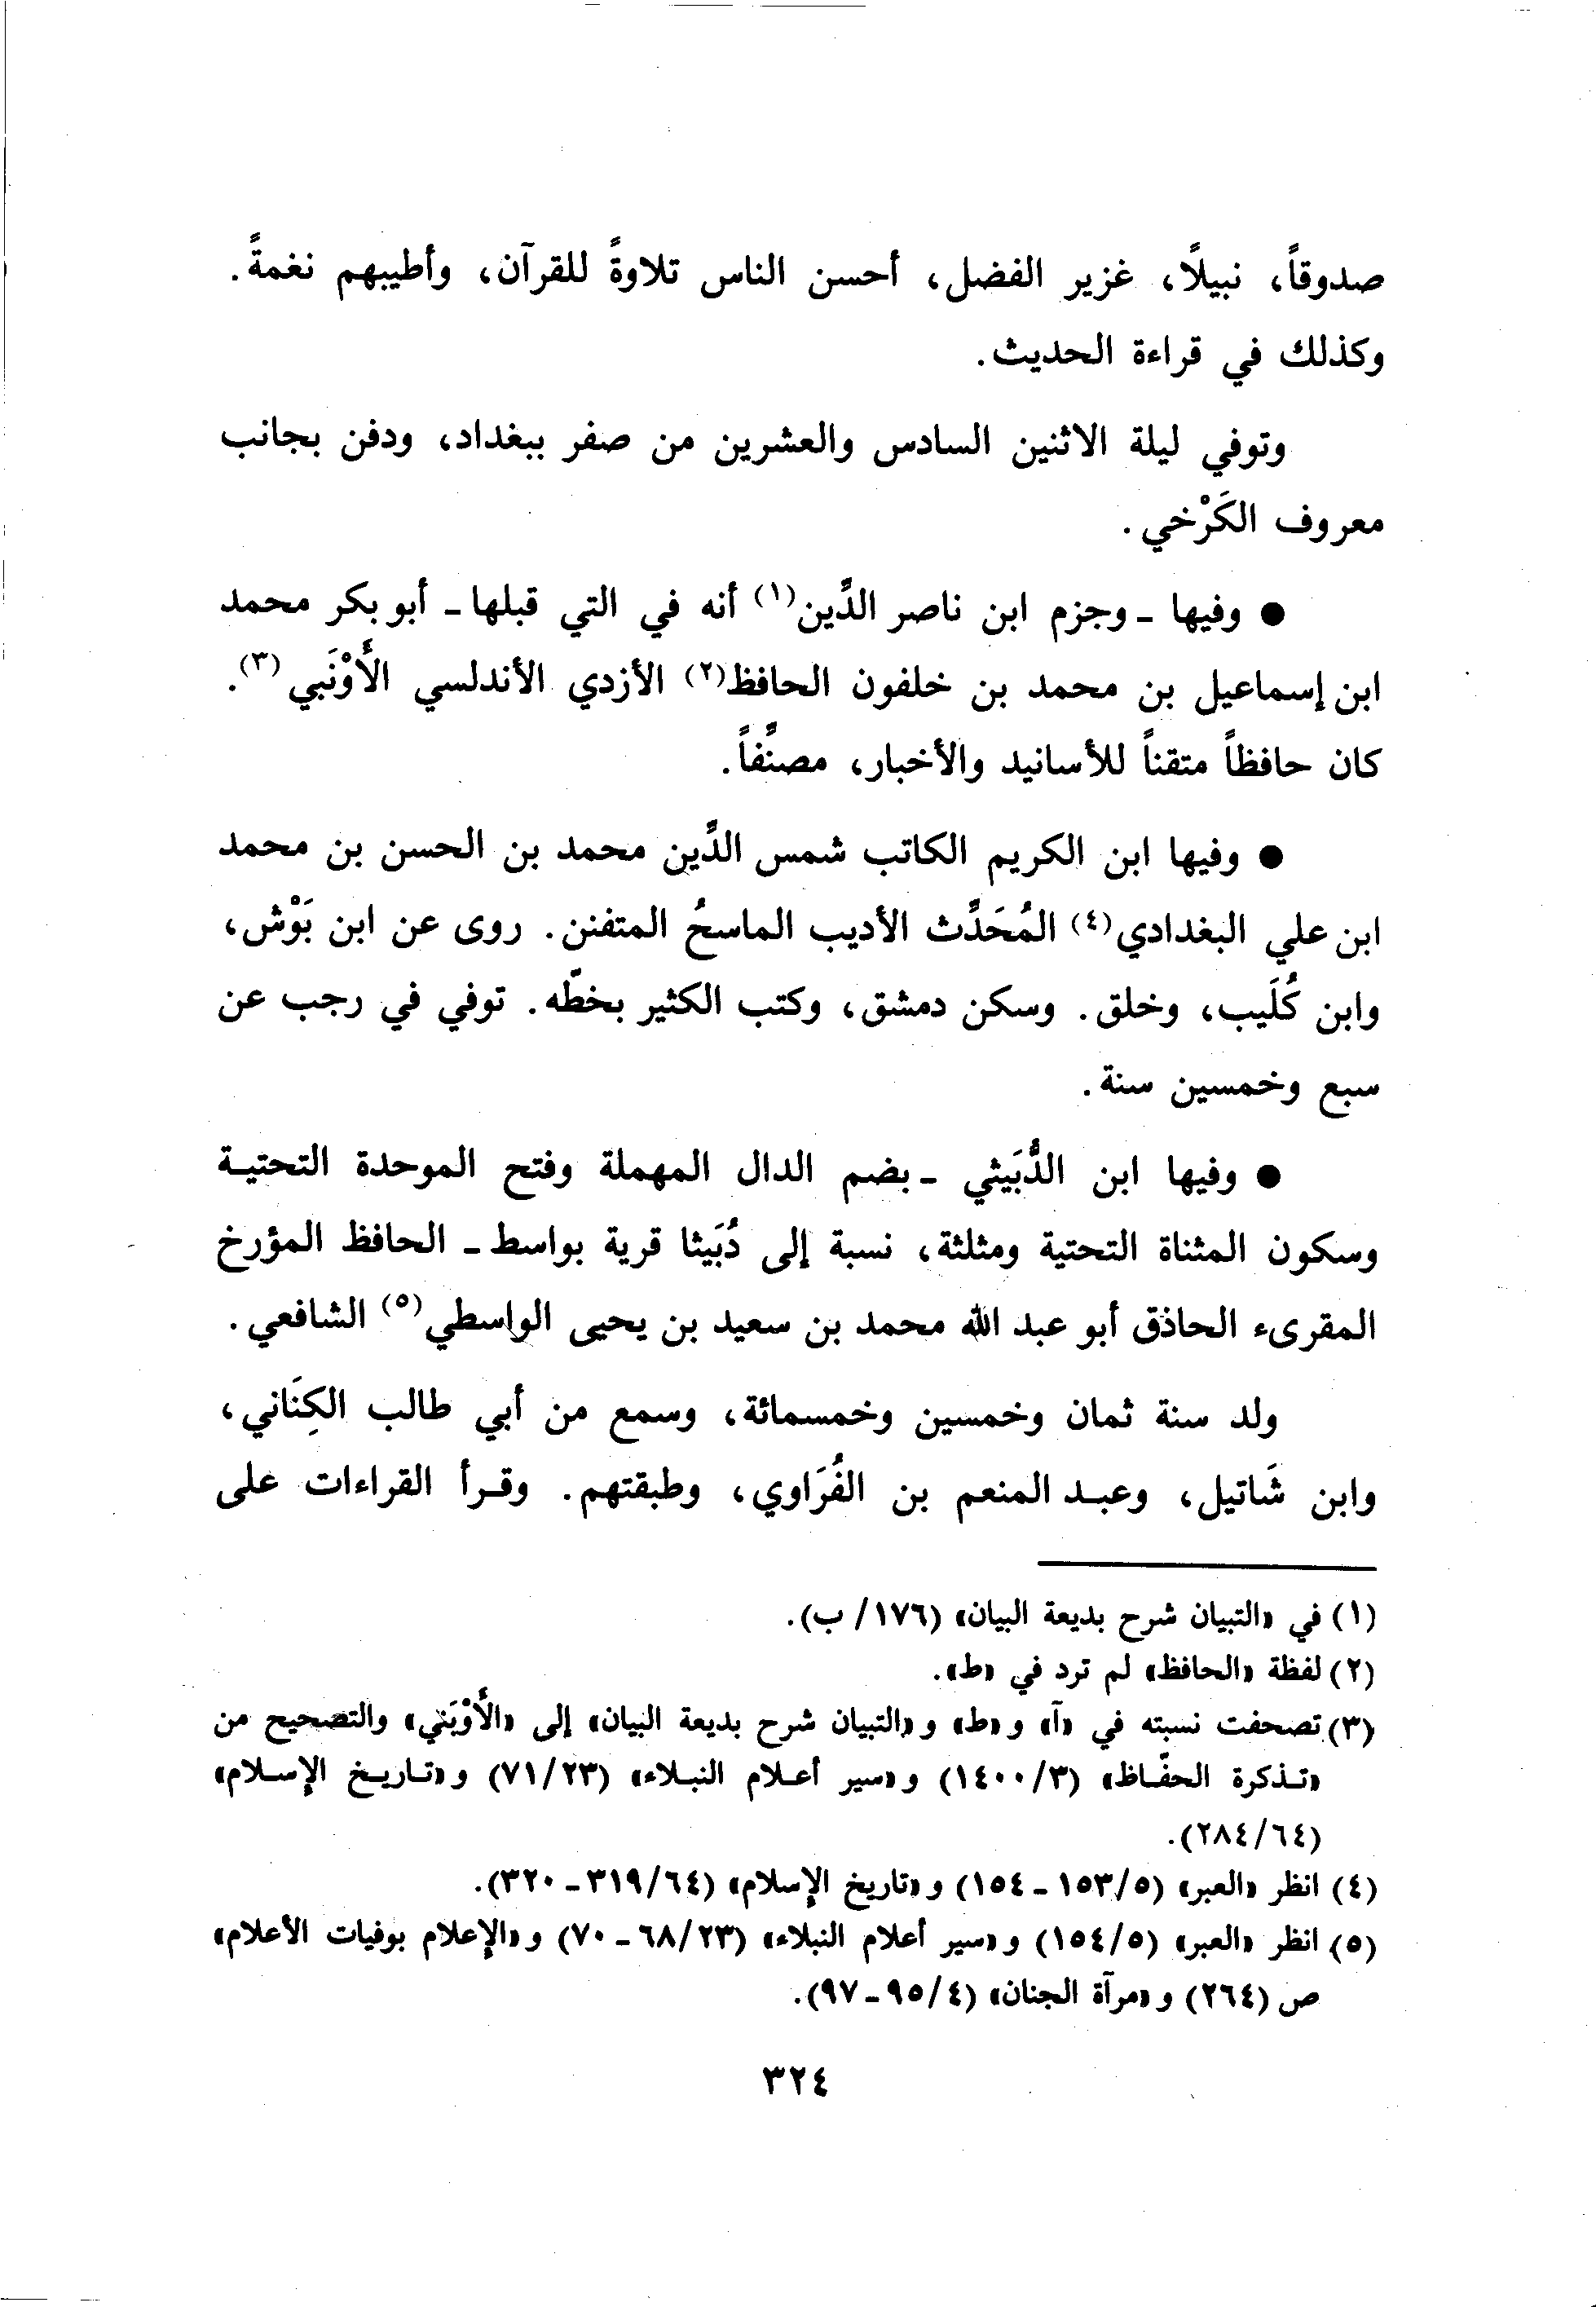 صدوقاً، نبيلاً، غزير الفضل، أحسن الناس تلاوةً للقرآن، وأطيبهم نغمةً.
وكذلك في قراءة الحديث.
وتوفي ليلة الاثنين السادس والعشرين من صفر ببغداد، ودفن بجانب
معروف الكَرْخي.
● وفيها - وجزم ابن ناصر الدِّين(١) أنه في التي قبلها - أبو بكر محمد
ابن إسماعيل بن محمد بن خلفون الحافظ(٢) الأزدي الأندلسي الأَوْنَبي(٣).
كان حافظاً متقناً للأسانيد والأخبار، مصنِّفاً.
● وفيها ابن الكريم الكاتب شمس الدِّين محمد بن الحسن بن محمد
ابن علي البغدادي(٤) المُحَدِّث الأديب الماسحُ المتفنن. روى عن ابن بَوْش،
وابن كُلَيب، وخلق. وسكن دمشق، وكتب الكثير بخطّه. توفي في رجب عن
سبع وخمسين سنة.
● وفيها ابن الدُّبَيثي - بضم الدال المهملة وفتح الموحدة التحتية
وسكون المثناة التحتية ومثلثة، نسبة إلى دُبَيثا قرية بواسط - الحافظ المؤرخ
المقرىء الحاذق أبو عبد الله محمد بن سعيد بن يحيى الواسطي(٥) الشافعي.
ولد سنة ثمان وخمسين وخمسمائة، وسمع من أبي طالب الكِنَاني،
وابن شَاتيل، وعبد المنعم بن الفُرَاوي، وطبقتهم. وقرأ القراءات على
(١) في «التبيان شرح بديعة البيان» (١٧٦/ ب).
(٢) لفظة «الحافظ» لم ترد في «ط».
(٣) تصحفت نسبته في «آ» و «ط» و «التبيان شرح بديعة البيان» إلى «الأَوْبَني» والتصحيح من
«تذكرة الحفّاظ» (٣/ ١٤٠٠) و «سير أعلام النبلاء» (٧١/٢٣) و «تاريخ الإسلام»
(٢٨٤/٦٤).
(٤) انظر «العبر» (١٥٣/٥ - ١٥٤) و «تاريخ الإسلام» (٣١٩/٦٤ - ٣٢٠).
(٥) انظر «العبر» (١٥٤/٥) و «سير أعلام النبلاء» (٦٨/٢٣ - ٧٠) و «الإعلام بوفيات الأعلام»
ص (٢٦٤) و «مرآة الجنان» (٩٥/٤ - ٩٧).
٣٢٤